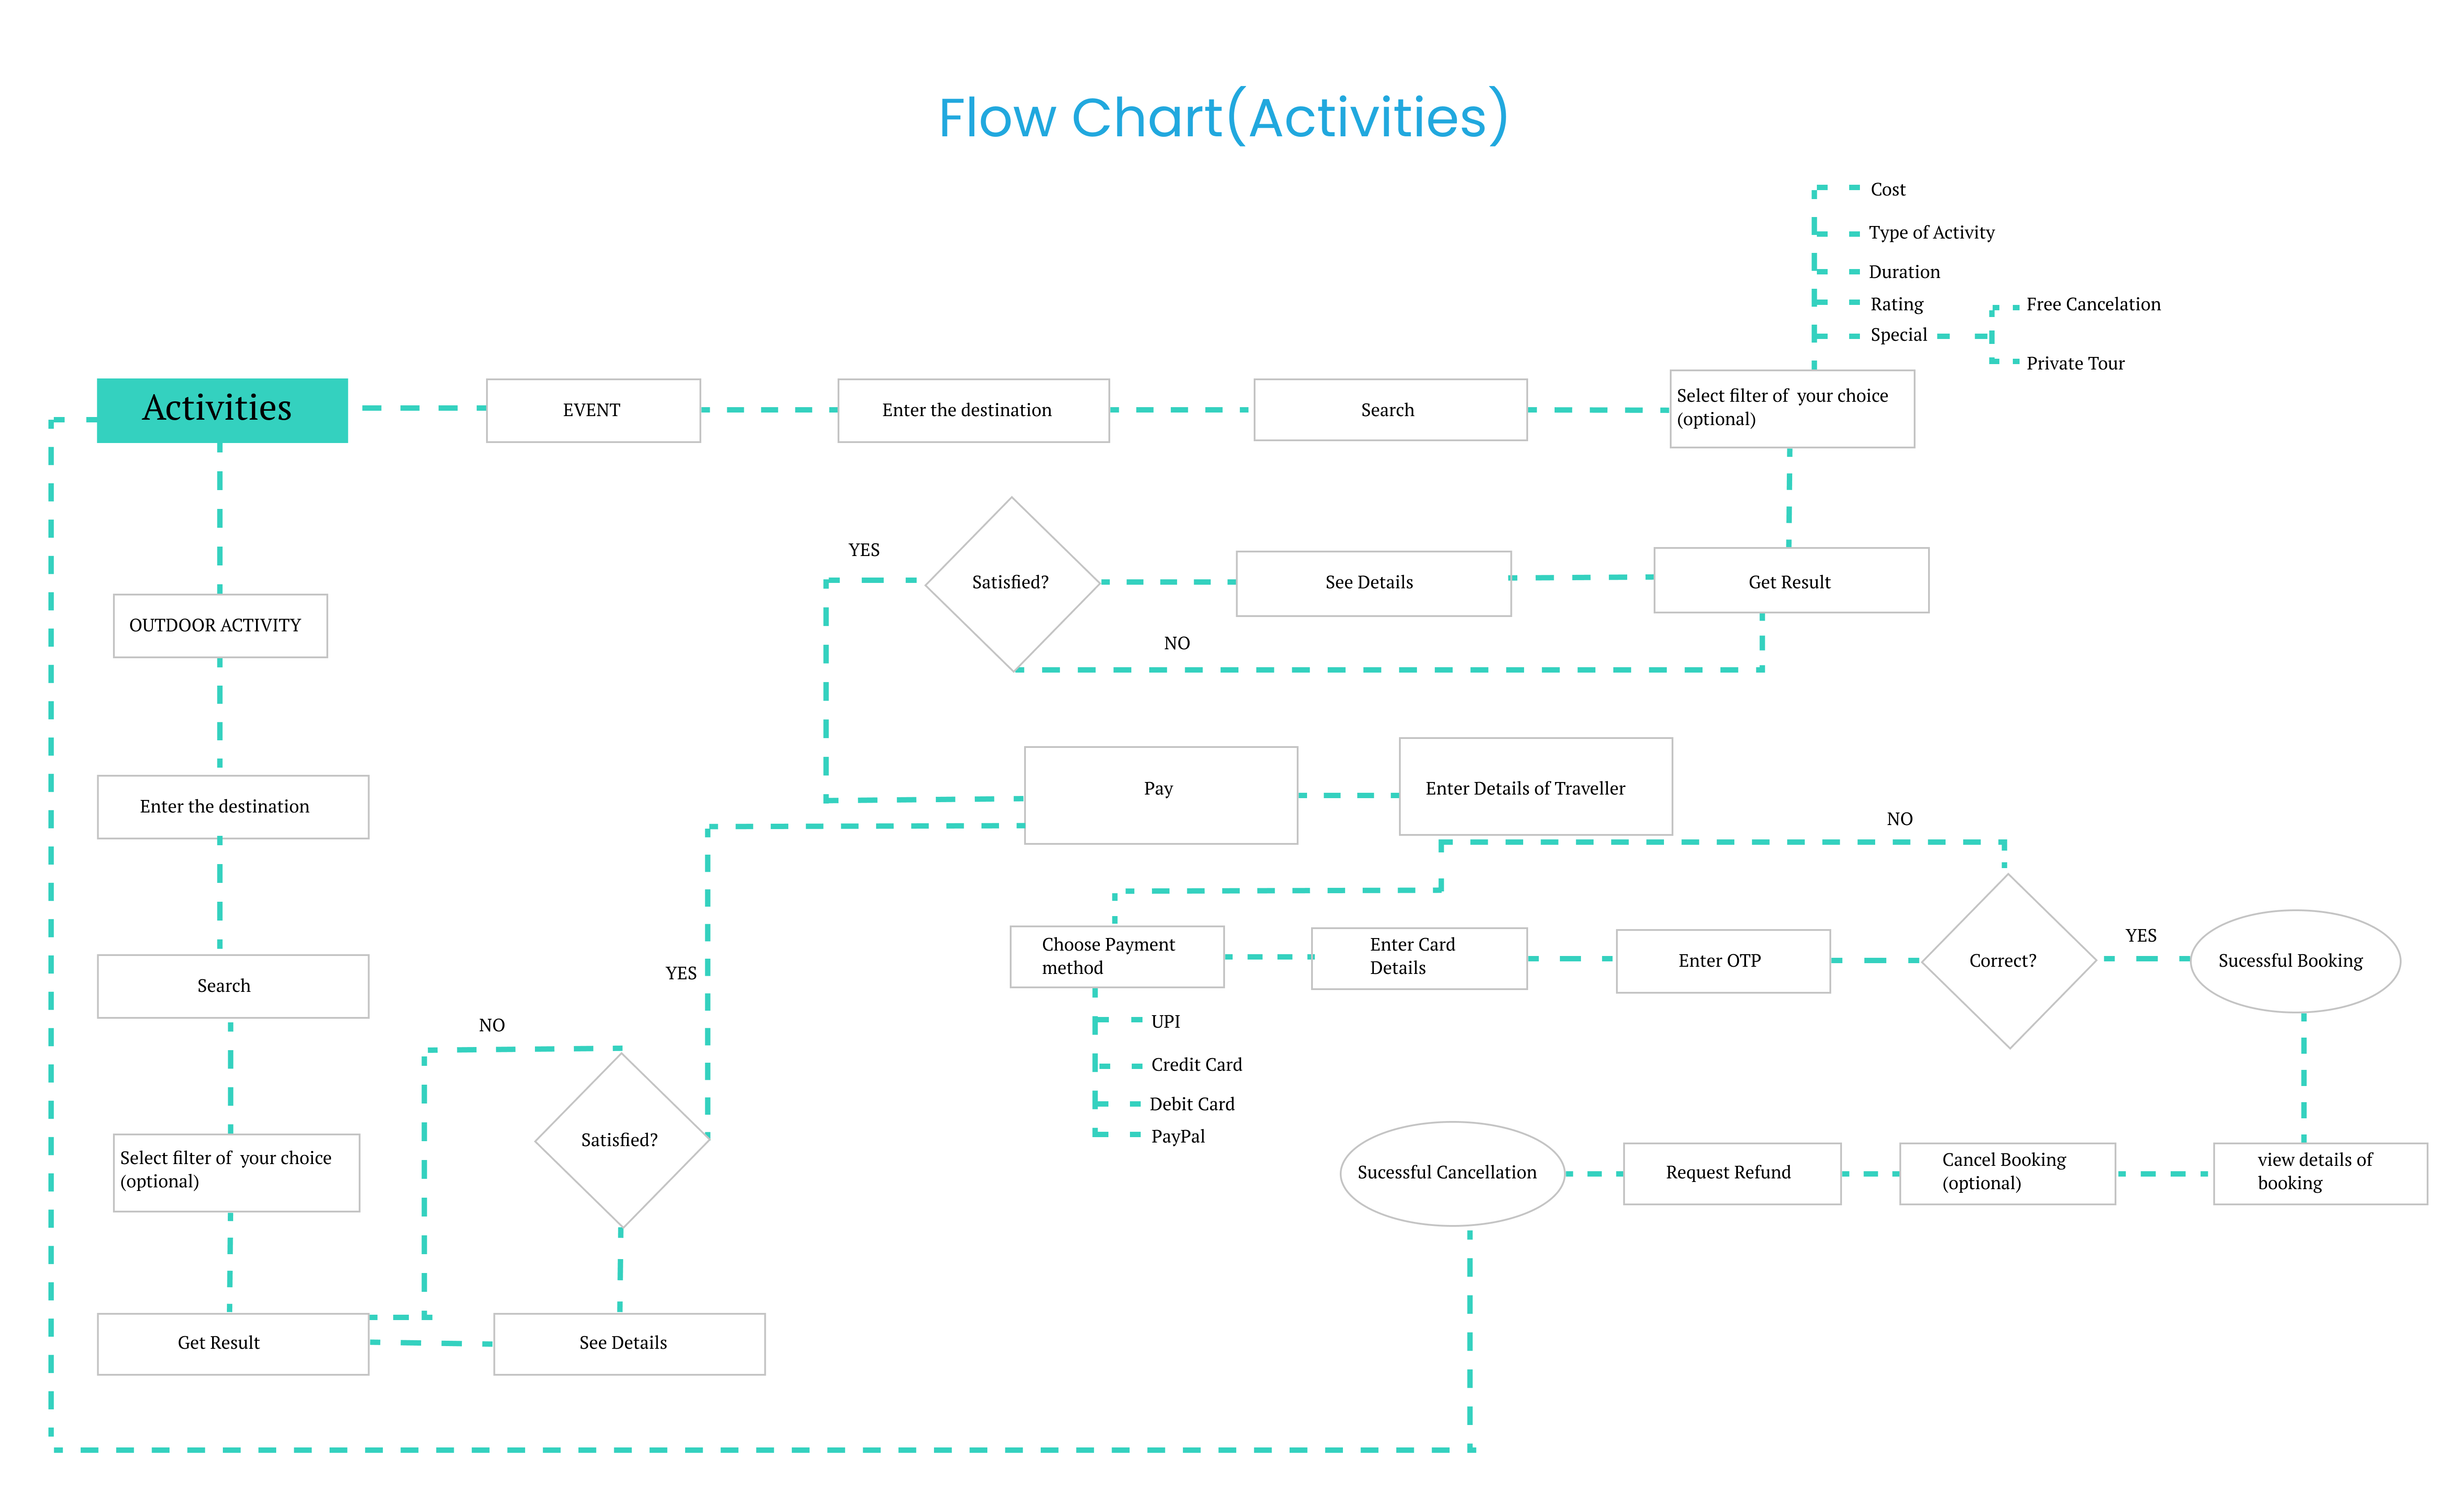 Flow Chart(Activities)
Cost
Type of Activity
Duration
Rating
Free Cancelation
Special
Private Tour
Activities
EVENT
Enter the destination
Search
Select filter of  your choice
(optional)
YES
Satisfied?
See Details
Get Result
NO
OUTDOOR ACTIVITY
Pay
Enter Details of Traveller
Enter the destination
NO
Choose Payment
method
Enter Card
Details
Enter OTP
Correct?
YES
Sucessful Booking
Search
YES
NO
UPI
Credit Card
Debit Card
PayPal
Satisfied?
Select filter of  your choice
(optional)
Sucessful Cancellation
Request Refund
Cancel Booking
(optional)
view details of
booking
Get Result
See Details